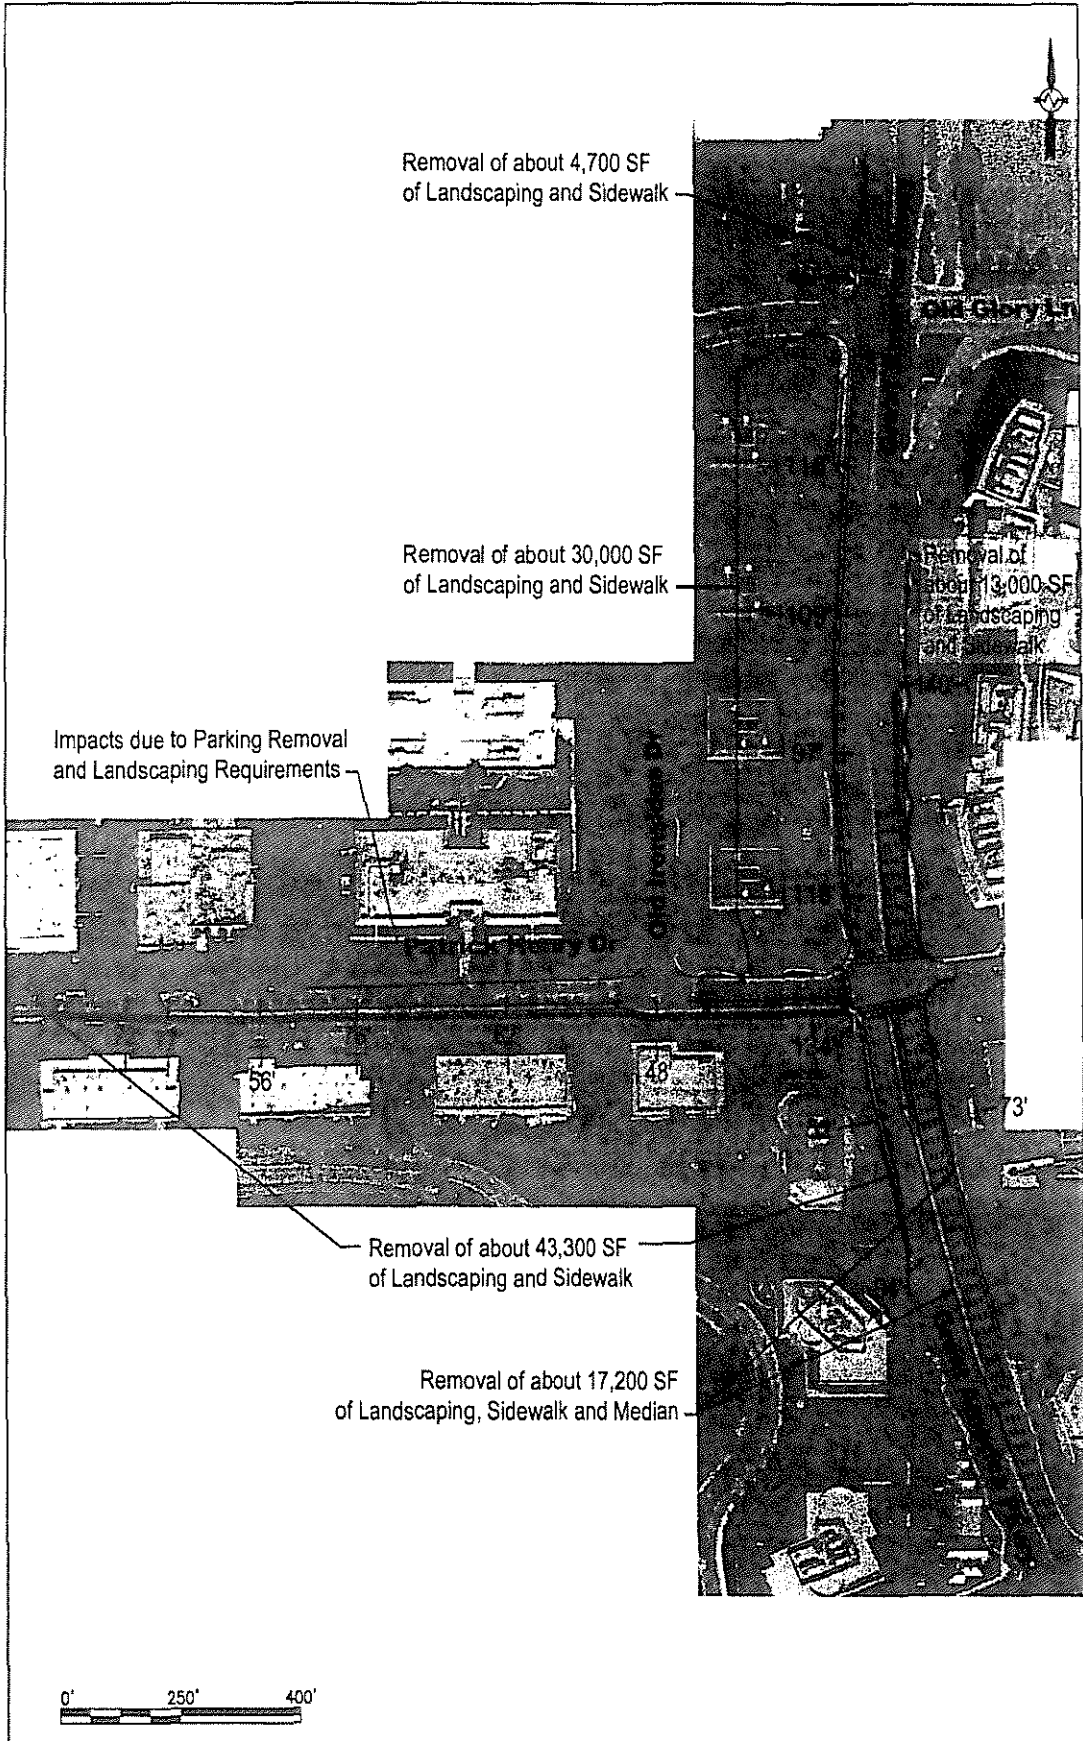 Removal of about 4,700 SF
of Landscaping and Sidewalk
Old Glory Ln
Removal of about 30,000 SF
of Landscaping and Sidewalk
Removal of
about 13,000 SF
of Landscaping
and Sidewalk
Impacts due to Parking Removal
and Landscaping Requirements
Old Ironsides Dr
Patrick Henry Dr
56'
48'
73'
Removal of about 43,300 SF
of Landscaping and Sidewalk
Removal of about 17,200 SF
of Landscaping, Sidewalk and Median
0'
250'
400'